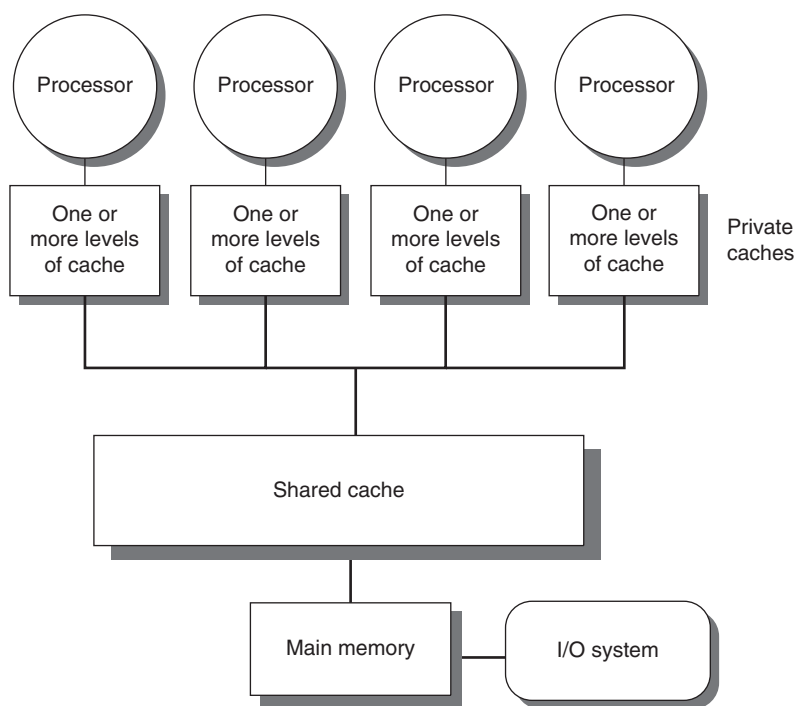 Processor
Processor
Processor
Processor
One or
more levels
of cache
One or
more levels
of cache
One or
more levels
of cache
One or
more levels
of cache
Private
caches
Shared cache
Main memory
I/O system